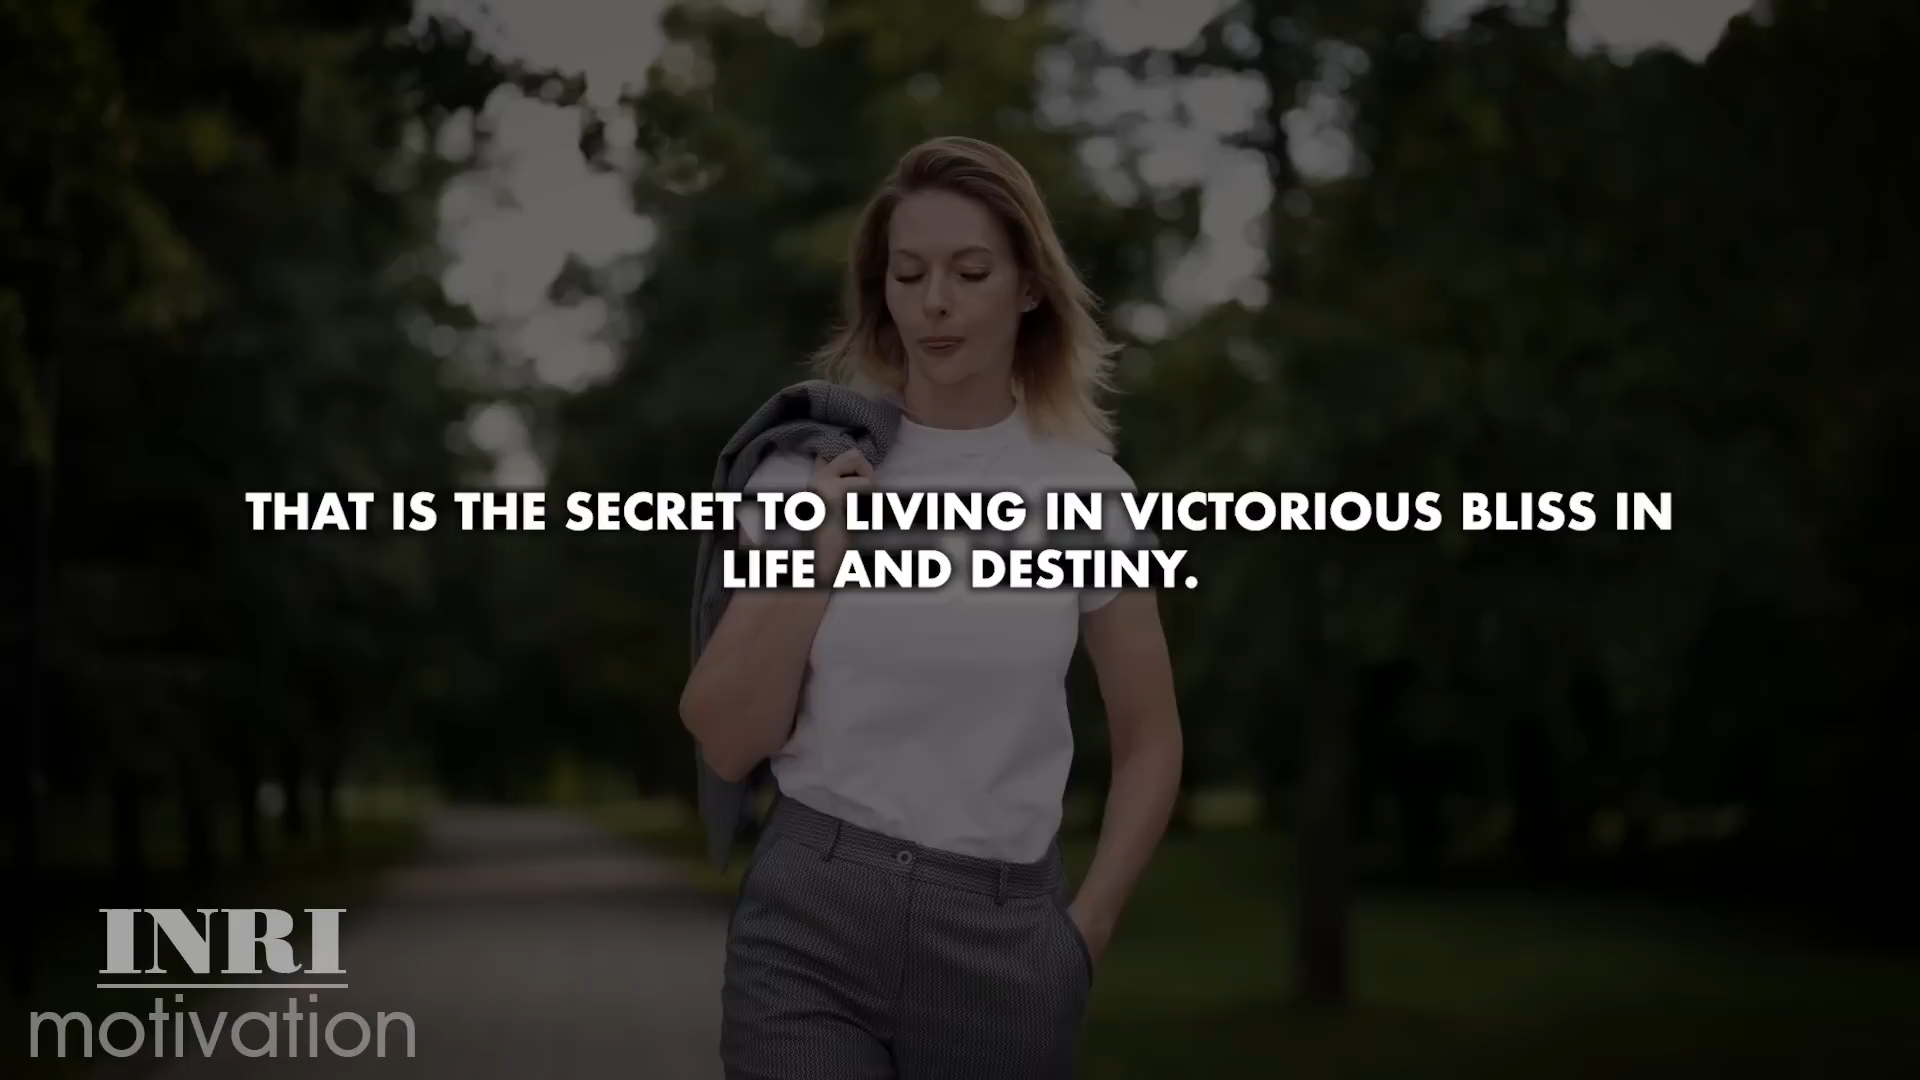 THAT IS THE SECRET TO LIVING IN VICTORIOUS BLISS IN
LIFE AND DESTINY.
INRI
motivation